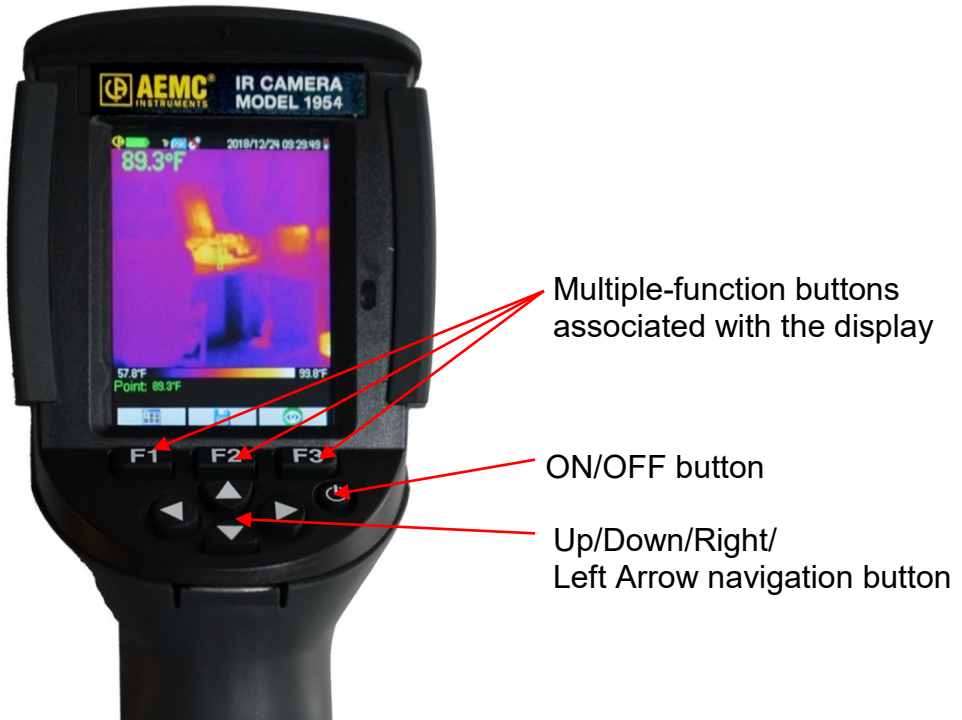 AEMC®
INSTRUMENTS
IR CAMERA
MODEL 1954
2018/12/24 09:29:49
89.3°F
57.8°F 99.8°F
Point: 89.3°F
F1 F2 F3
Multiple-function buttons
associated with the display
ON/OFF button
Up/Down/Right/
Left Arrow navigation button